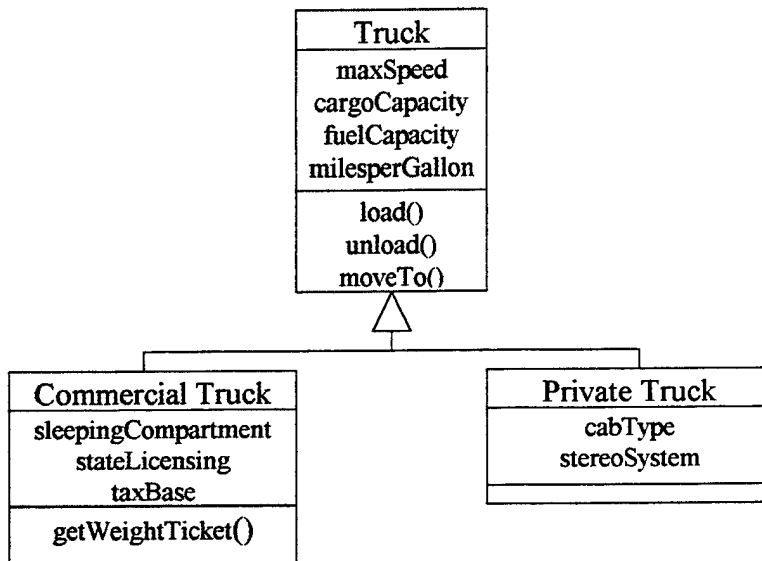 Truck
maxSpeed
cargoCapacity
fuelCapacity
milesperGallon
load()
unload()
moveTo()
Commercial Truck
sleepingCompartment
stateLicensing
taxBase
getWeightTicket()
Private Truck
cabType
stereoSystem